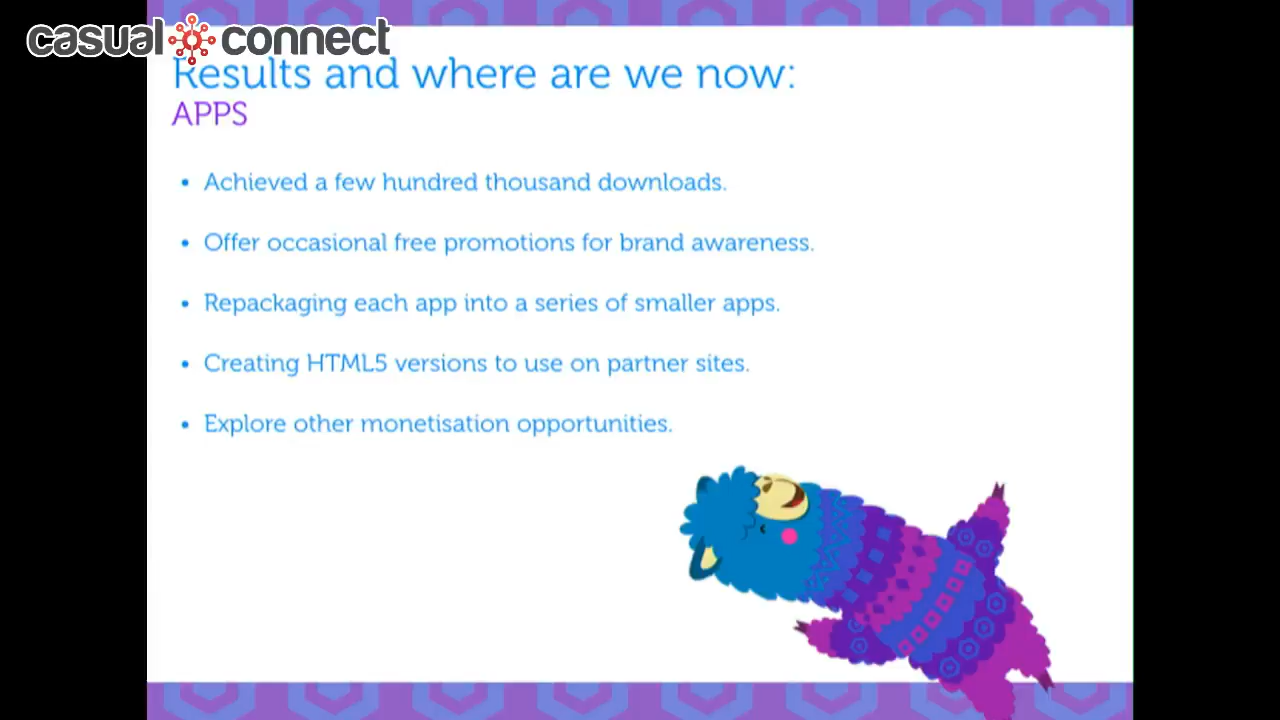 casual connect
Results and where are we now:
APPS
• Achieved a few hundred thousand downloads.
• Offer occasional free promotions for brand awareness.
• Repackaging each app into a series of smaller apps.
• Creating HTML5 versions to use on partner sites.
• Explore other monetisation opportunities.